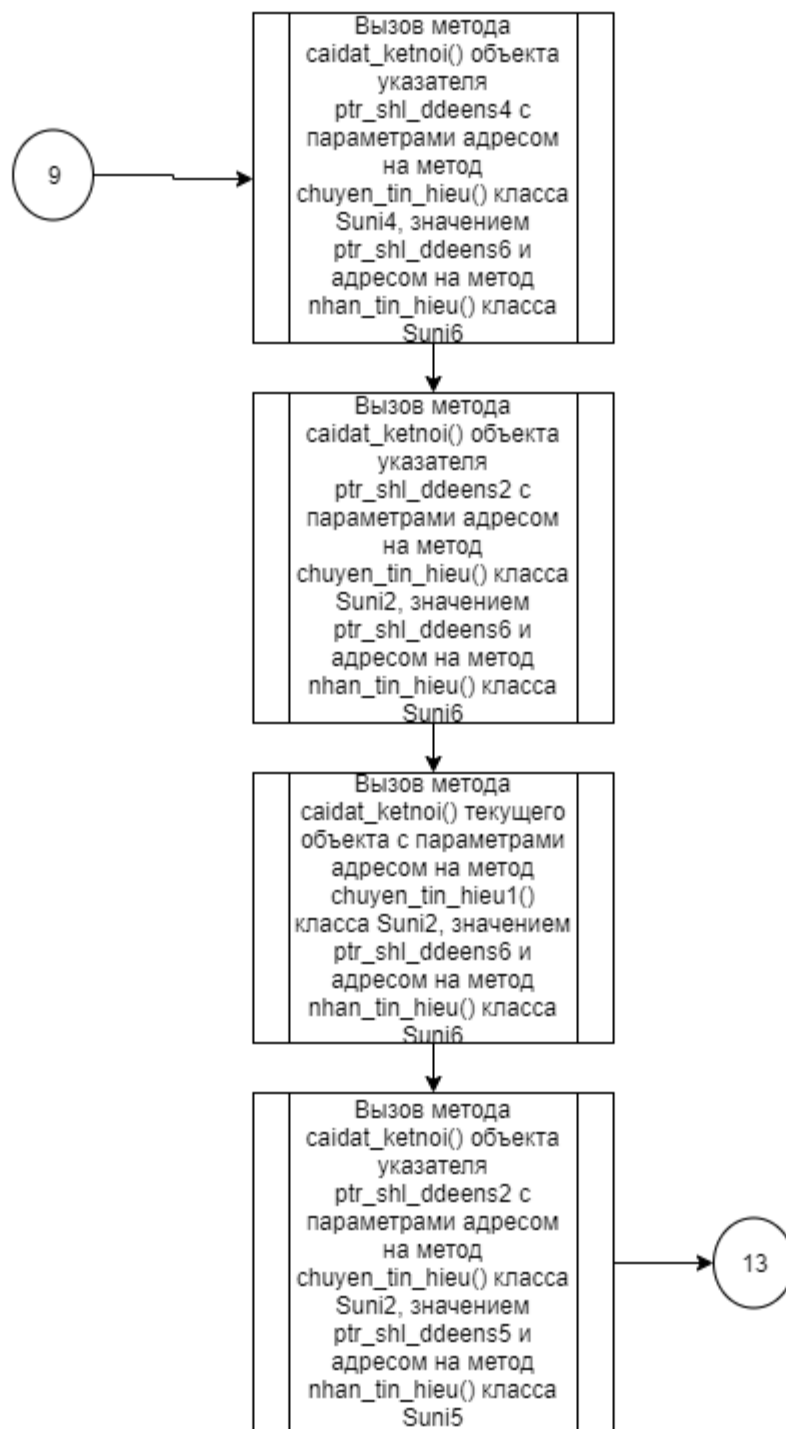 Вызов метода
caidat_ketnoi() объекта
указателя
ptr_shl_ddeens4 с
параметрами адресом
на метод
chuyen_tin_hieu() класса
Suni4, значением
ptr_shl_ddeens6 и
адресом на метод
nhan_tin_hieu() класса
Suni6
9
Вызов метода
caidat_ketnoi() объекта
указателя
ptr_shl_ddeens2 с
параметрами адресом
на метод
chuyen_tin_hieu() класса
Suni2, значением
ptr_shl_ddeens6 и
адресом на метод
nhan_tin_hieu() класса
Suni6
Вызов метода
caidat_ketnoi() текущего
объекта с параметрами
адресом на метод
chuyen_tin_hieu1()
класса Suni2, значением
ptr_shl_ddeens6 и
адресом на метод
nhan_tin_hieu() класса
Suni6
Вызов метода
caidat_ketnoi() объекта
указателя
ptr_shl_ddeens2 с
параметрами адресом
на метод
chuyen_tin_hieu() класса
Suni2, значением
ptr_shl_ddeens5 и
адресом на метод
nhan_tin_hieu() класса
Suni5
13